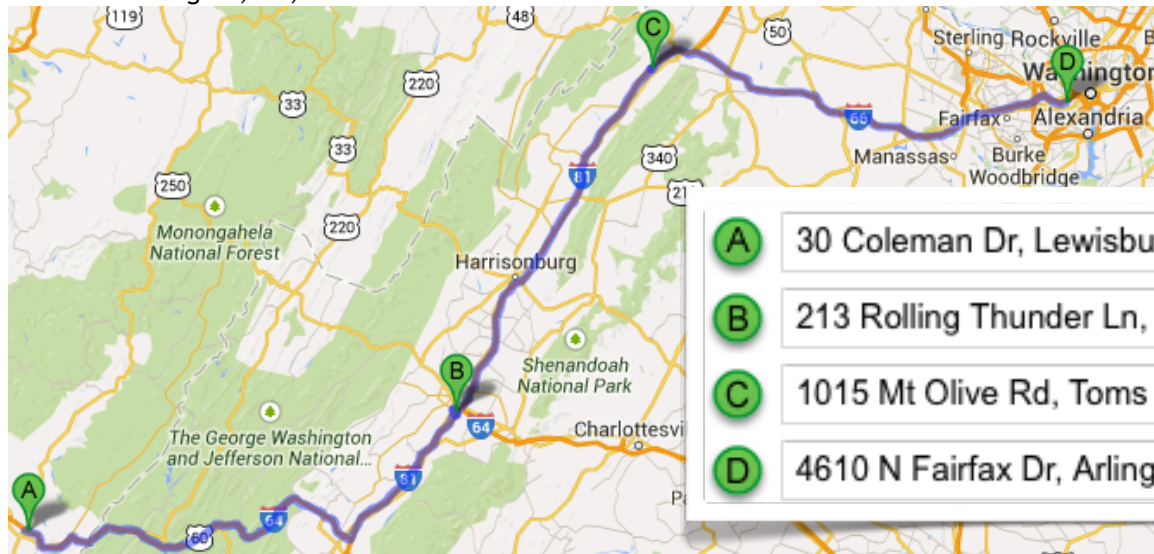 119
48
50
Sterling Rockville
Washington
220
33
Fairfax
Alexandria
66
33
340
Manassas
Burke
81
Woodbridge
250
220
Monongahela
National Forest
Harrisonburg
A
30 Coleman Dr, Lewisbu
B
213 Rolling Thunder Ln,
C
1015 Mt Olive Rd, Toms
D
4610 N Fairfax Dr, Arling
Shenandoah
National Park
B
64
Charlottesvi
The George Washington
and Jefferson National...
81
A
64
60
C
D